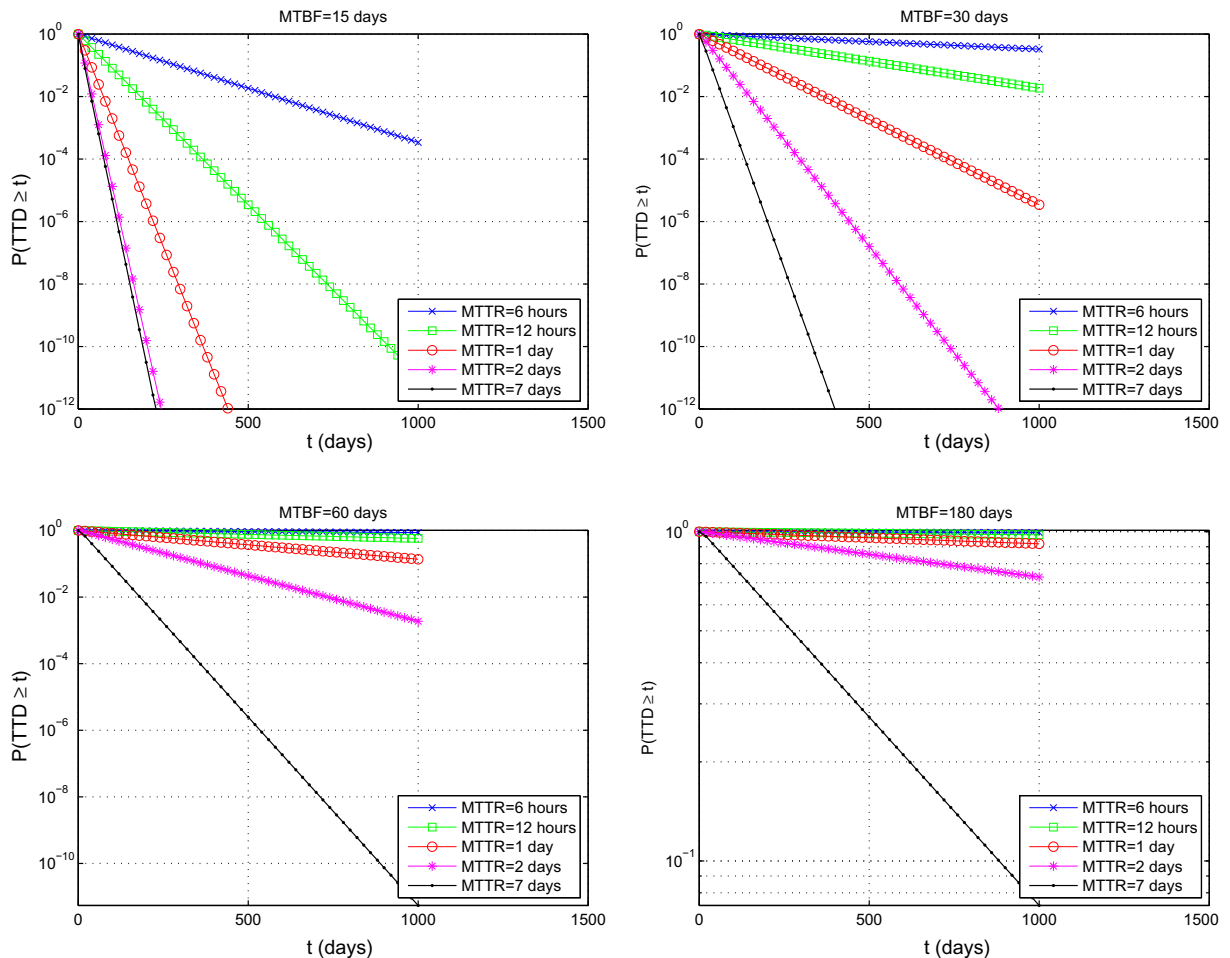 MTBF=15 days
10^0
10^−2
10^−4
10^−6
10^−8
10^−10
10^−12
P(TTD ≥ t)
0
500
1000
1500
t (days)
MTTR=6 hours
MTTR=12 hours
MTTR=1 day
MTTR=2 days
MTTR=7 days
MTBF=30 days
10^0
10^−2
10^−4
10^−6
10^−8
10^−10
10^−12
P(TTD ≥ t)
0
500
1000
1500
t (days)
MTTR=6 hours
MTTR=12 hours
MTTR=1 day
MTTR=2 days
MTTR=7 days
MTBF=60 days
10^0
10^−2
10^−4
10^−6
10^−8
10^−10
P(TTD ≥ t)
0
500
1000
1500
t (days)
MTTR=6 hours
MTTR=12 hours
MTTR=1 day
MTTR=2 days
MTTR=7 days
MTBF=180 days
10^0
10^−1
P(TTD ≥ t)
0
500
1000
1500
t (days)
MTTR=6 hours
MTTR=12 hours
MTTR=1 day
MTTR=2 days
MTTR=7 days